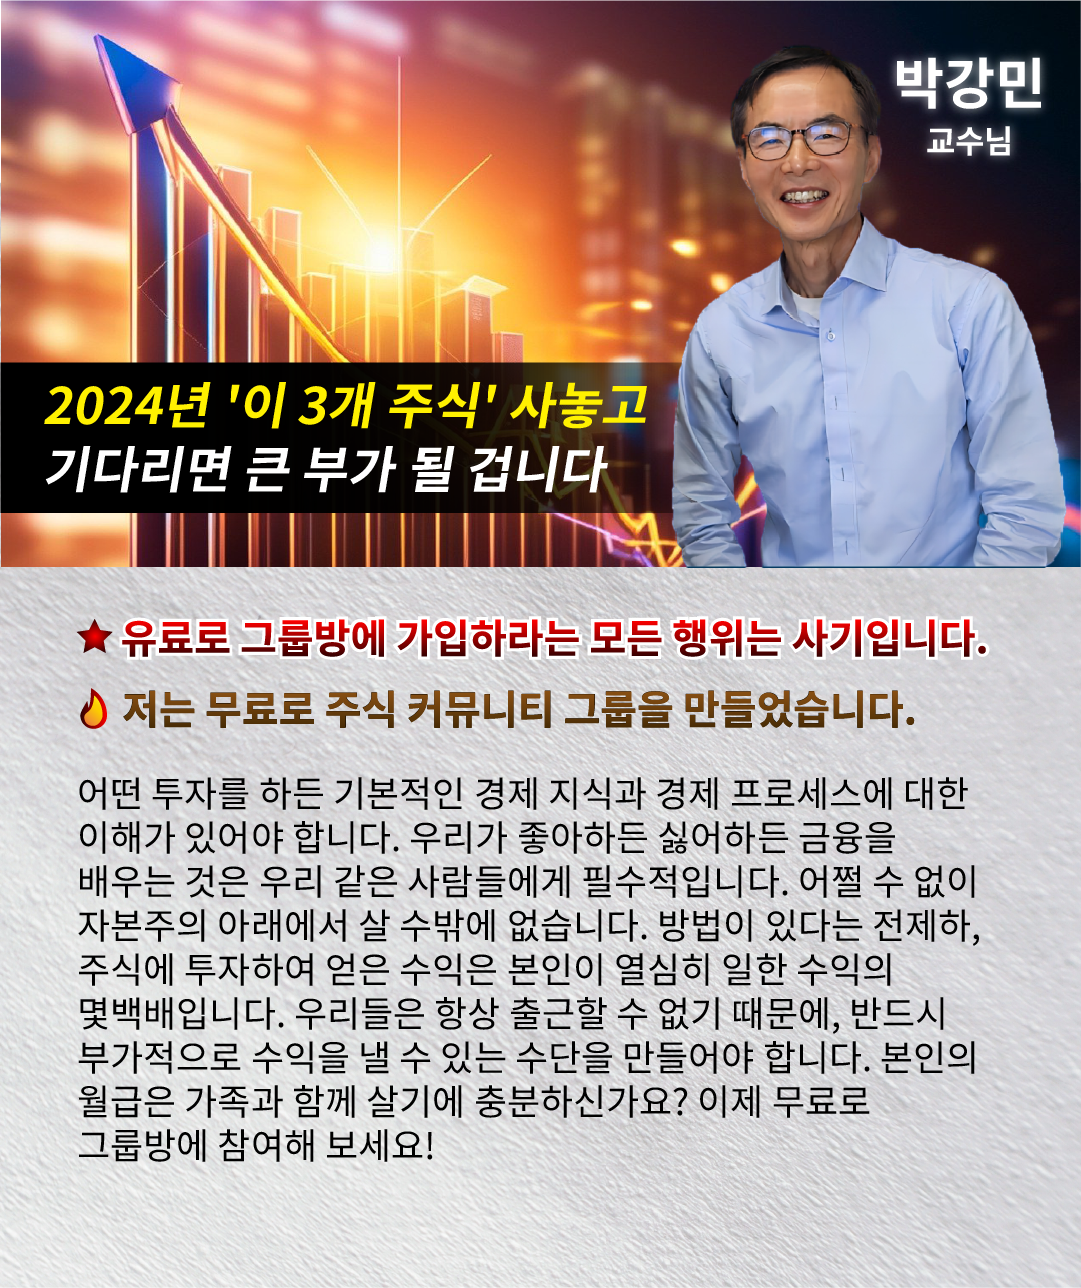 박강민
교수님
2024년 '이 3개 주식' 사놓고
기다리면 큰 부가 될 겁니다
유료로 그룹방에 가입하라는 모든 행위는 사기입니다.
저는 무료로 주식 커뮤니티 그룹을 만들었습니다.
어떤 투자를 하든 기본적인 경제 지식과 경제 프로세스에 대한
이해가 있어야 합니다. 우리가 좋아하든 싫어하든 금융을
배우는 것은 우리 같은 사람들에게 필수적입니다. 어쩔 수 없이
자본주의 아래에서 살 수밖에 없습니다. 방법이 있다는 전제하,
주식에 투자하여 얻은 수익은 본인이 열심히 일한 수익의
몇백배입니다. 우리들은 항상 출근할 수 없기 때문에, 반드시
부가적으로 수익을 낼 수 있는 수단을 만들어야 합니다. 본인의
월급은 가족과 함께 살기에 충분하신가요? 이제 무료로
그룹방에 참여해 보세요!